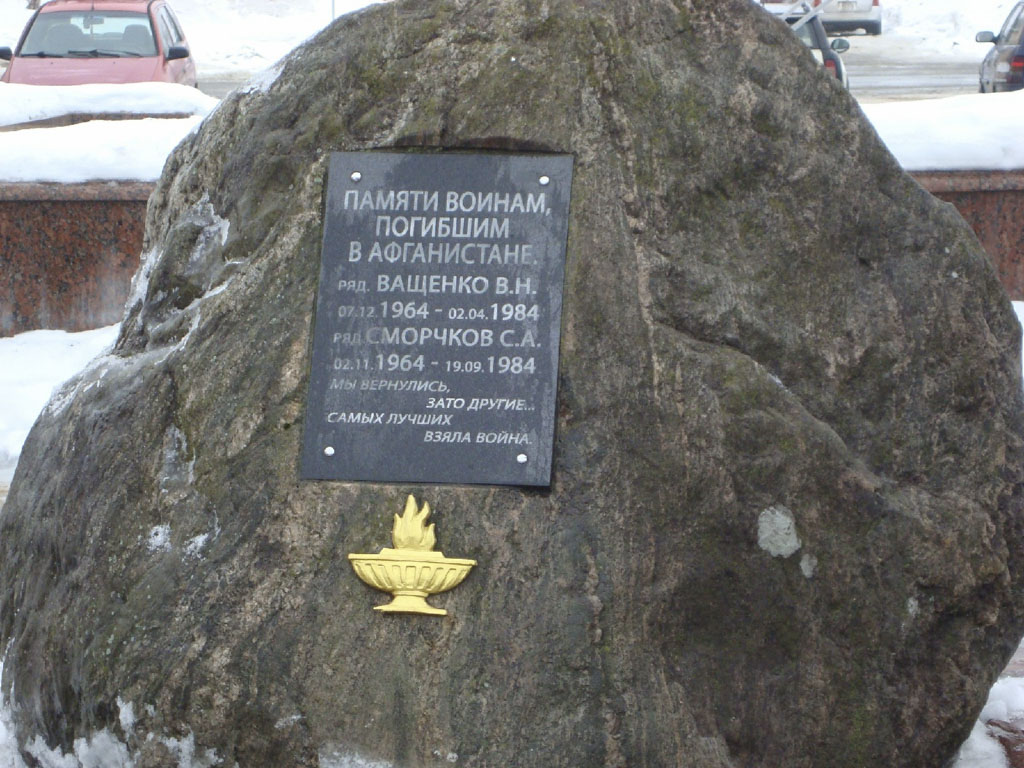 ПАМЯТИ ВОИНАМ,
ПОГИБШИМ
В АФГАНИСТАНЕ.
РЯД. ВАЩЕНКО В.Н.
07.12.1964 - 02.04.1984
РЯД. СМОРЧКОВ С.А.
02.11.1964 - 19.09.1984
МЫ ВЕРНУЛИСЬ,
ЗАТО ДРУГИЕ...
САМЫХ ЛУЧШИХ
ВЗЯЛА ВОЙНА.